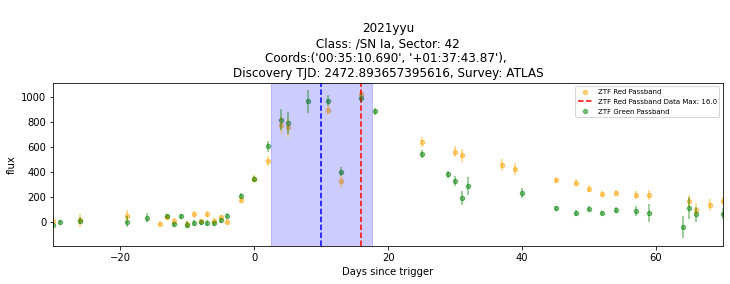 2021yyu
Class: /SN Ia, Sector: 42
Coords:('00:35:10.690', '+01:37:43.87'),
Discovery TJD: 2472.893657395616, Survey: ATLAS
ZTF Red Passband
ZTF Red Passband Data Max: 16.0
ZTF Green Passband
flux
1000
800
600
400
200
0
−20
0
20
40
60
Days since trigger